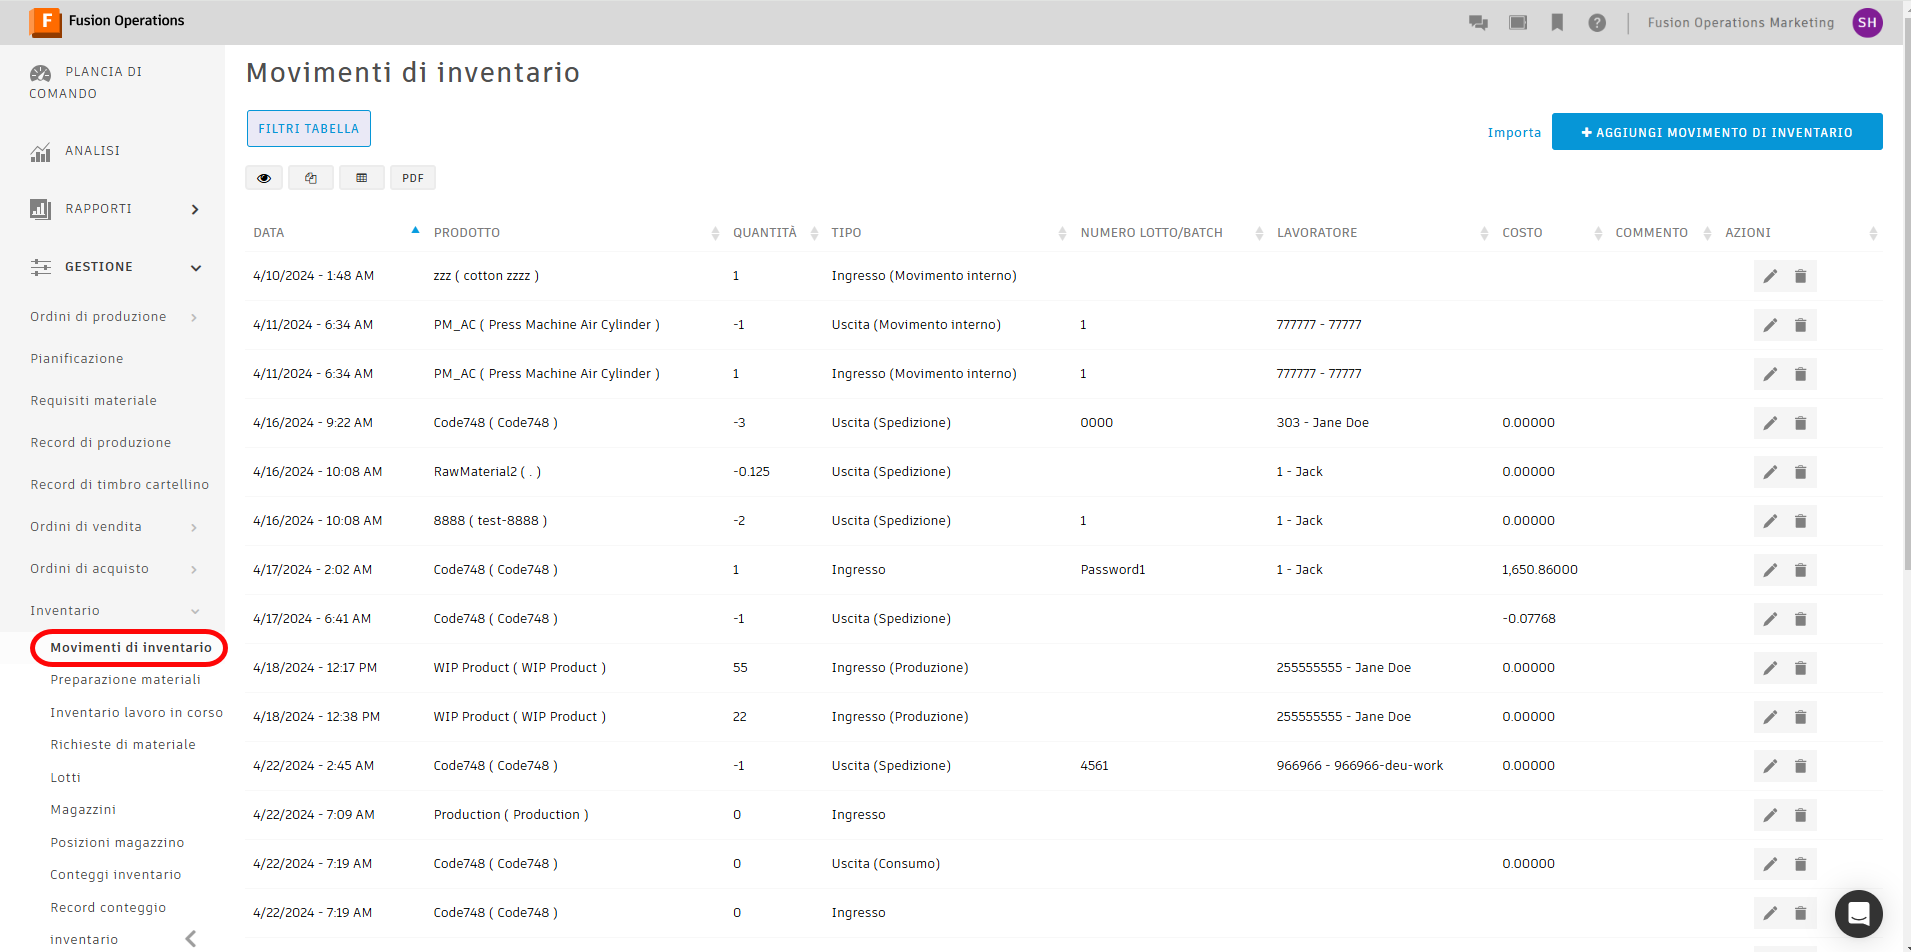 F Fusion Operations
Fusion Operations Marketing SH
PLANCIA DI
COMANDO
ANALISI
RAPPORTI
GESTIONE
Ordini di produzione
Pianificazione
Requisiti materiale
Record di produzione
Record di timbro cartellino
Ordini di vendita
Ordini di acquisto
Inventario
Movimenti di inventario
Preparazione materiali
Inventario lavoro in corso
Richieste di materiale
Lotti
Magazzini
Posizioni magazzino
Conteggi inventario
Record conteggio
inventario
Movimenti di inventario
FILTRI TABELLA
Importa + AGGIUNGI MOVIMENTO DI INVENTARIO
PDF
DATA PRODOTTO QUANTITÀ TIPO NUMERO LOTTO/BATCH LAVORATORE COSTO COMMENTO AZIONI
4/10/2024 - 1:48 AM zzz ( cotton zzzz ) 1 Ingresso (Movimento interno)
4/11/2024 - 6:34 AM PM_AC ( Press Machine Air Cylinder ) -1 Uscita (Movimento interno) 1 777777 - 77777
4/11/2024 - 6:34 AM PM_AC ( Press Machine Air Cylinder ) 1 Ingresso (Movimento interno) 1 777777 - 77777
4/16/2024 - 9:22 AM Code748 ( Code748 ) -3 Uscita (Spedizione) 0000 303 - Jane Doe 0.00000
4/16/2024 - 10:08 AM RawMaterial2 ( . ) -0.125 Uscita (Spedizione) 1 - Jack 0.00000
4/16/2024 - 10:08 AM 8888 ( test-8888 ) -2 Uscita (Spedizione) 1 1 - Jack 0.00000
4/17/2024 - 2:02 AM Code748 ( Code748 ) 1 Ingresso Password1 1 - Jack 1,650.86000
4/17/2024 - 6:41 AM Code748 ( Code748 ) -1 Uscita (Spedizione) -0.07768
4/18/2024 - 12:17 PM WIP Product ( WIP Product ) 55 Ingresso (Produzione) 255555555 - Jane Doe 0.00000
4/18/2024 - 12:38 PM WIP Product ( WIP Product ) 22 Ingresso (Produzione) 255555555 - Jane Doe 0.00000
4/22/2024 - 2:45 AM Code748 ( Code748 ) -1 Uscita (Spedizione) 4561 966966 - 966966-deu-work 0.00000
4/22/2024 - 7:09 AM Production ( Production ) 0 Ingresso
4/22/2024 - 7:19 AM Code748 ( Code748 ) 0 Uscita (Consumo) 0.00000
4/22/2024 - 7:19 AM Code748 ( Code748 ) 0 Ingresso